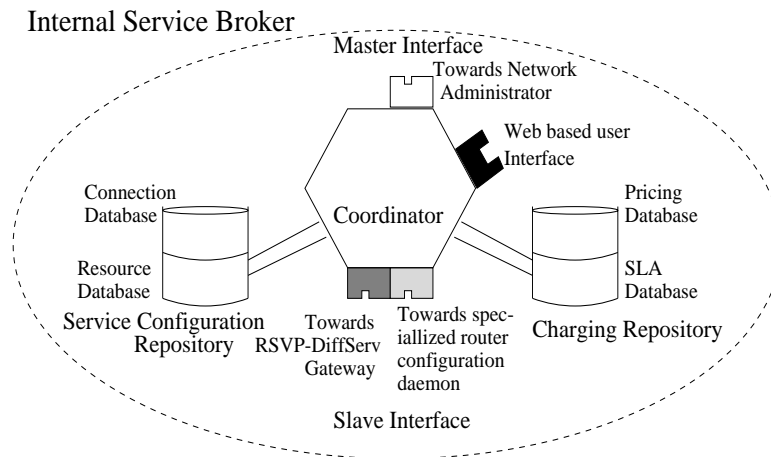 Internal Service Broker
Master Interface
Towards Network
Administrator
Web based user
Interface
Connection
Database
Coordinator
Pricing
Database
Resource
Database
SLA
Database
Service Configuration
Repository
Towards
RSVP-DiffServ
Gateway
Towards spec-
iallized router
configuration
daemon
Charging Repository
Slave Interface